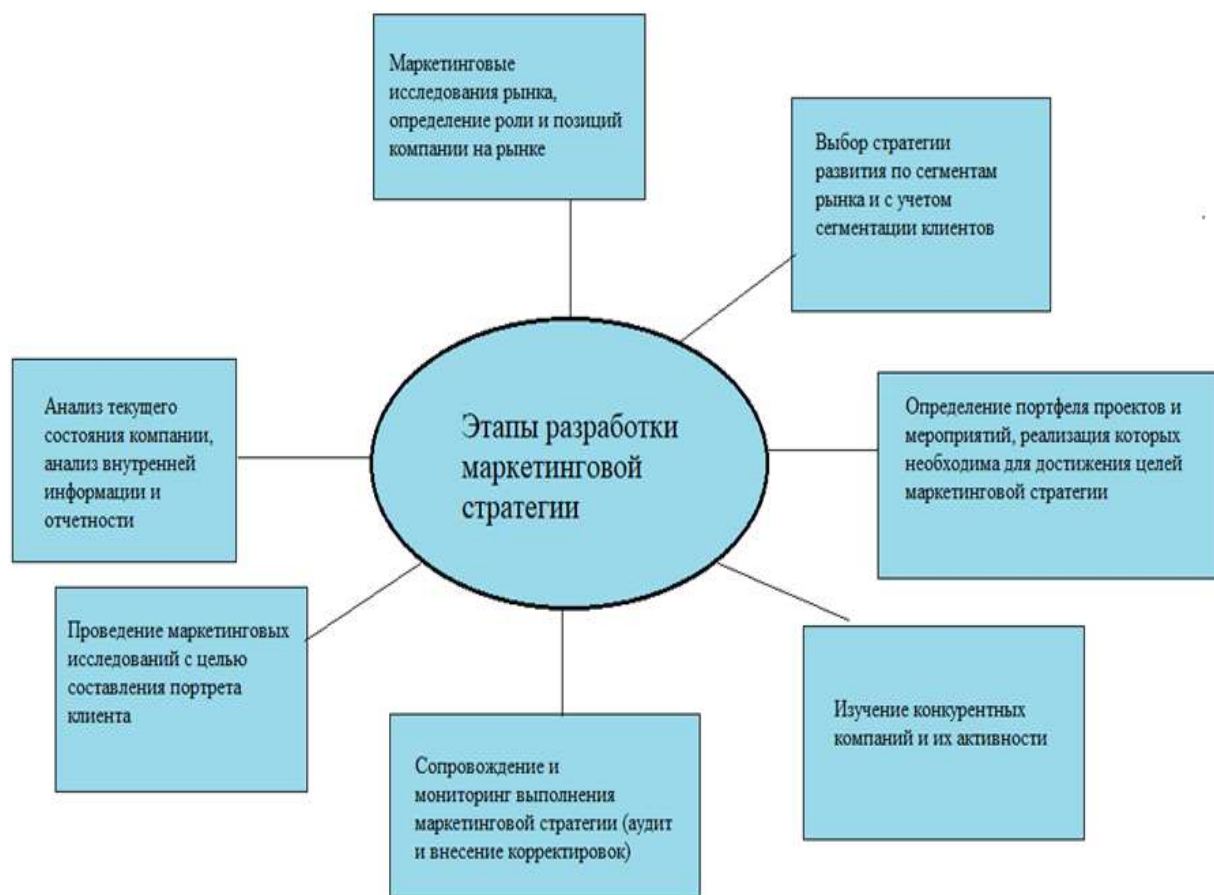 Маркетинговые
исследования рынка,
определение роли и позиций
компании на рынке
Выбор стратегии
развития по сегментам
рынка и с учетом
сегментации клиентов
Анализ текущего
состояния компании,
анализ внутренней
информации и
отчетности
Этапы разработки
маркетинговой
стратегии
Определение портфеля проектов и
мероприятий, реализация которых
необходима для достижения целей
маркетинговой стратегии
Проведение маркетинговых
исследований с целью
составления портрета
клиента
Изучение конкурентных
компаний и их активности
Сопровождение и
мониторинг выполнения
маркетинговой стратегии (аудит
и внесение корректировок)